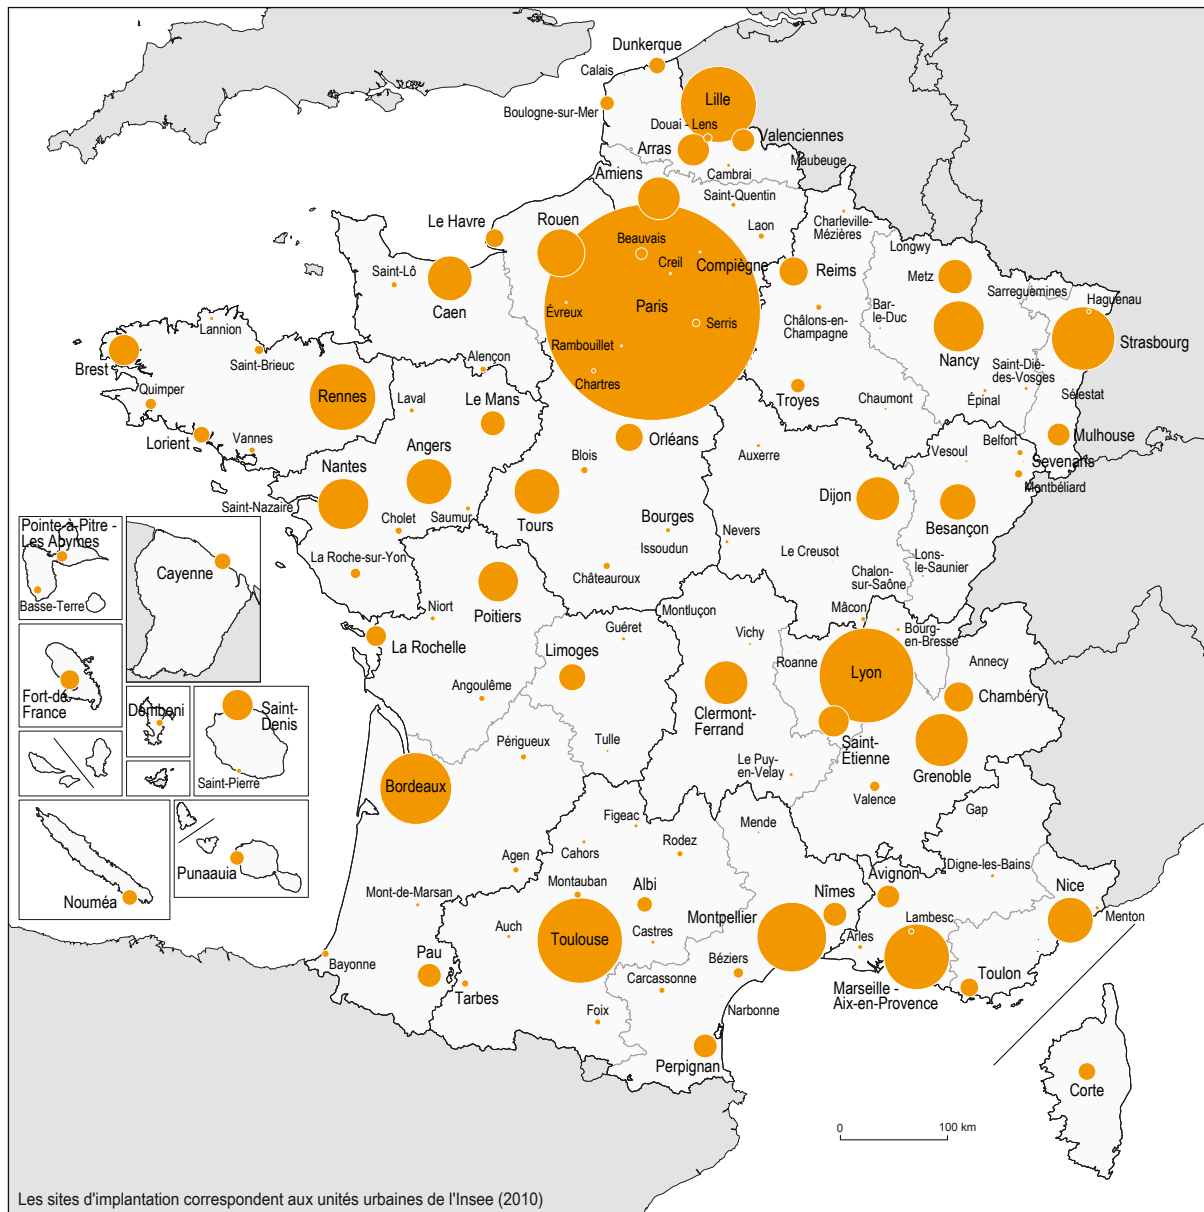 Dunkerque
Calais
Boulogne-sur-Mer
Lille
Douai - Lens
Valenciennes
Arras
Maubeuge
Cambrai
Amiens
Saint-Quentin
Le Havre
Rouen
Beauvais
Laon
Charleville-
Mézières
Longwy
Creil
Compiègne
Reims
Metz
Saint-Lô
Sarreguemines
Haguenau
Caen
Évreux
Paris
Serris
Châlons-en-
Champagne
Bar-
le-Duc
Lannion
Nancy
Strasbourg
Brest
Saint-Brieuc
Rambouillet
Alençon
Chartres
Saint-Dié-
des-Vosges
Quimper
Rennes
Laval
Le Mans
Troyes
Chaumont
Épinal
Sélestat
Lorient
Vannes
Angers
Orléans
Mulhouse
Auxerre
Belfort
Vesoul
Sevenans
Montbéliard
Nantes
Blois
Saint-Nazaire
Dijon
Tours
Besançon
Cholet
Saumur
Bourges
Nevers
Issoudun
Le Creusot
Pointe-à-Pitre -
Les Abymes
Cayenne
La Roche-sur-Yon
Châteauroux
Chalon-
sur-Saône
Lons-
le-Saunier
Basse-Terre
Niort
Poitiers
Montluçon
Mâcon
Guéret
Vichy
Bourg-
en-Bresse
La Rochelle
Limoges
Roanne
Lyon
Annecy
Fort-de-
France
Dembeni
Saint-
Denis
Angoulême
Clermont-
Ferrand
Chambéry
Saint-Pierre
Périgueux
Tulle
Saint-
Étienne
Grenoble
Le Puy-
en-Velay
Bordeaux
Valence
Figeac
Mende
Gap
Cahors
Rodez
Punaauia
Agen
Digne-les-Bains
Avignon
Nouméa
Mont-de-Marsan
Montauban
Albi
Nîmes
Nice
Montpellier
Menton
Lambesc
Auch
Toulouse
Castres
Arles
Bayonne
Pau
Béziers
Tarbes
Carcassonne
Marseille -
Aix-en-Provence
Toulon
Foix
Narbonne
Perpignan
Corte
0
100 km
Les sites d'implantation correspondent aux unités urbaines de l'Insee (2010)